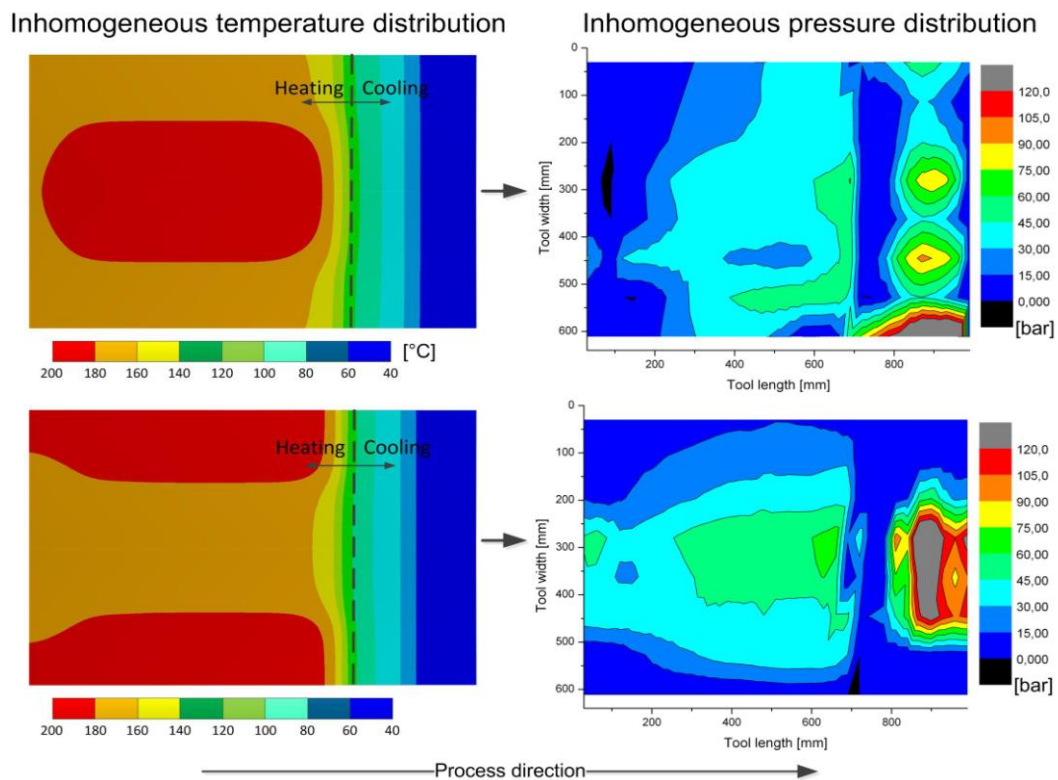 Inhomogeneous temperature distribution
Inhomogeneous pressure distribution
Heating Cooling
200 180 160 140 120 100 80 60 40
[°C]
0
100
200
300
400
500
600
Tool width [mm]
200 400 600 800
Tool length [mm]
120,0
105,0
90,00
75,00
60,00
45,00
30,00
15,00
0,000
[bar]
Heating Cooling
200 180 160 140 120 100 80 60 40
0
100
200
300
400
500
600
Tool width [mm]
200 400 600 800
Tool length [mm]
120,0
105,0
90,00
75,00
60,00
45,00
30,00
15,00
0,000
[bar]
Process direction